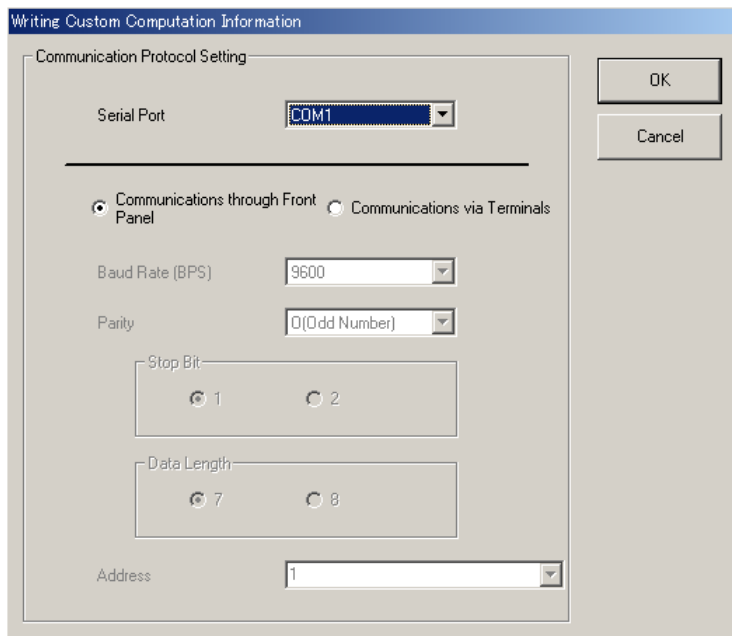 Writing Custom Computation Information
Communication Protocol Setting
OK
Serial Port
COM1
Cancel
Communications through Front
Panel
Communications via Terminals
Baud Rate (BPS)
9600
Parity
O(Odd Number)
Stop Bit
1
2
Data Length
7
8
Address
1